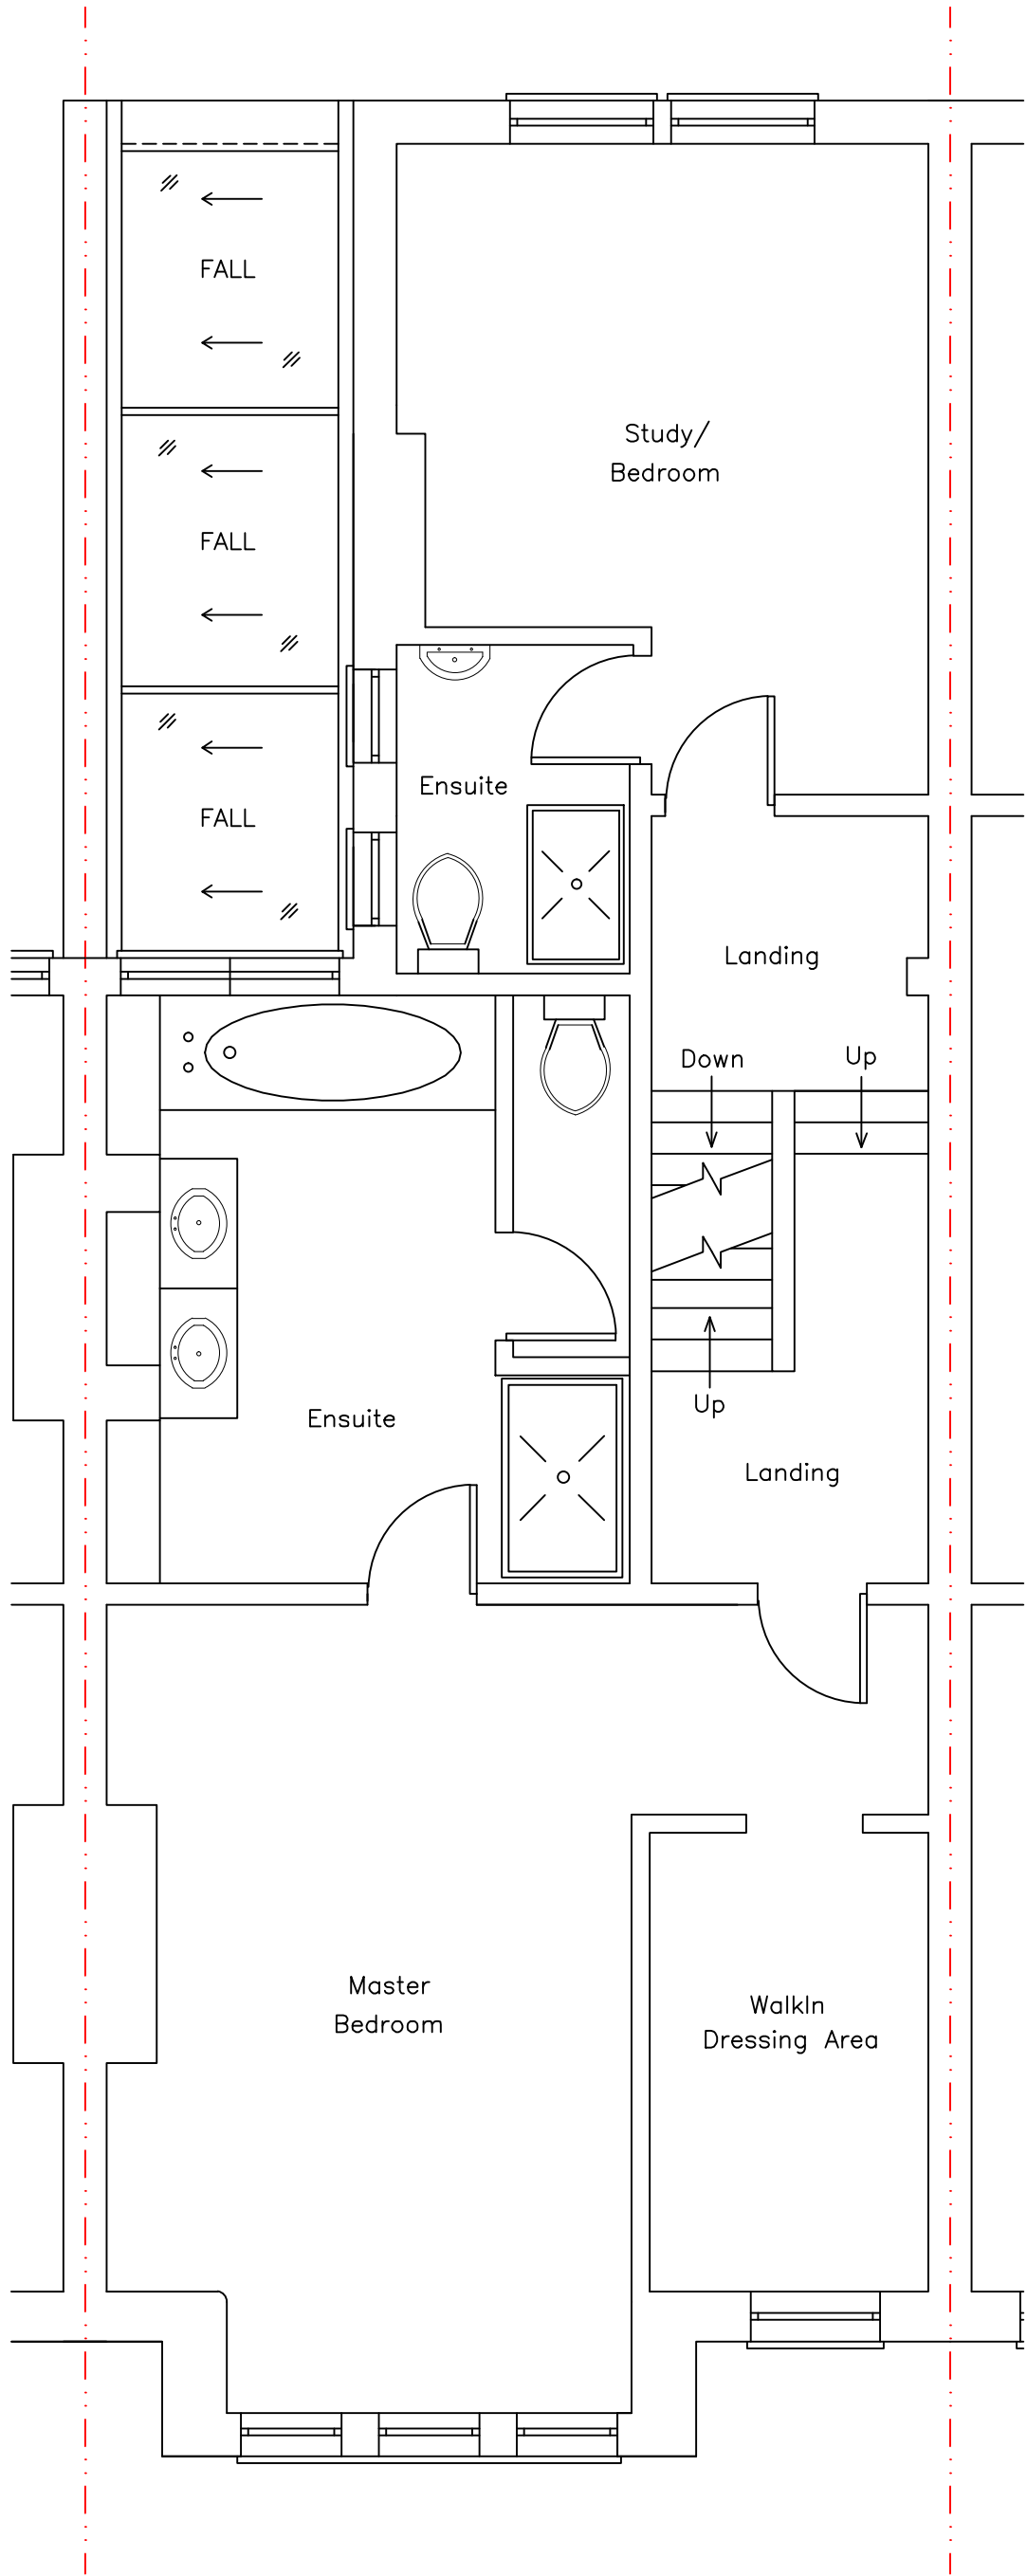 FALL
Study/
Bedroom
FALL
Ensuite
FALL
Landing
Down
Up
Up
Ensuite
Landing
Master
Bedroom
WalkIn
Dressing Area